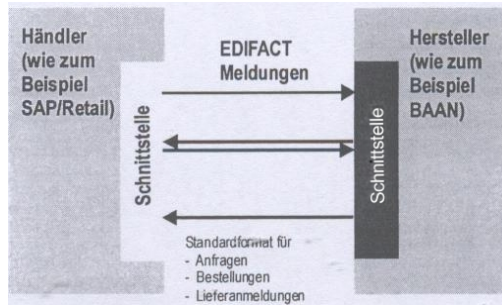 Händler
(wie zum
Beispiel
SAP/Retail)
EDIFACT
Meldungen
Hersteller
(wie zum
Beispiel
BAAN)
Schnittstelle
Schnittstelle
Standardformat für
- Anfragen
- Bestellungen
- Lieferanmeldungen